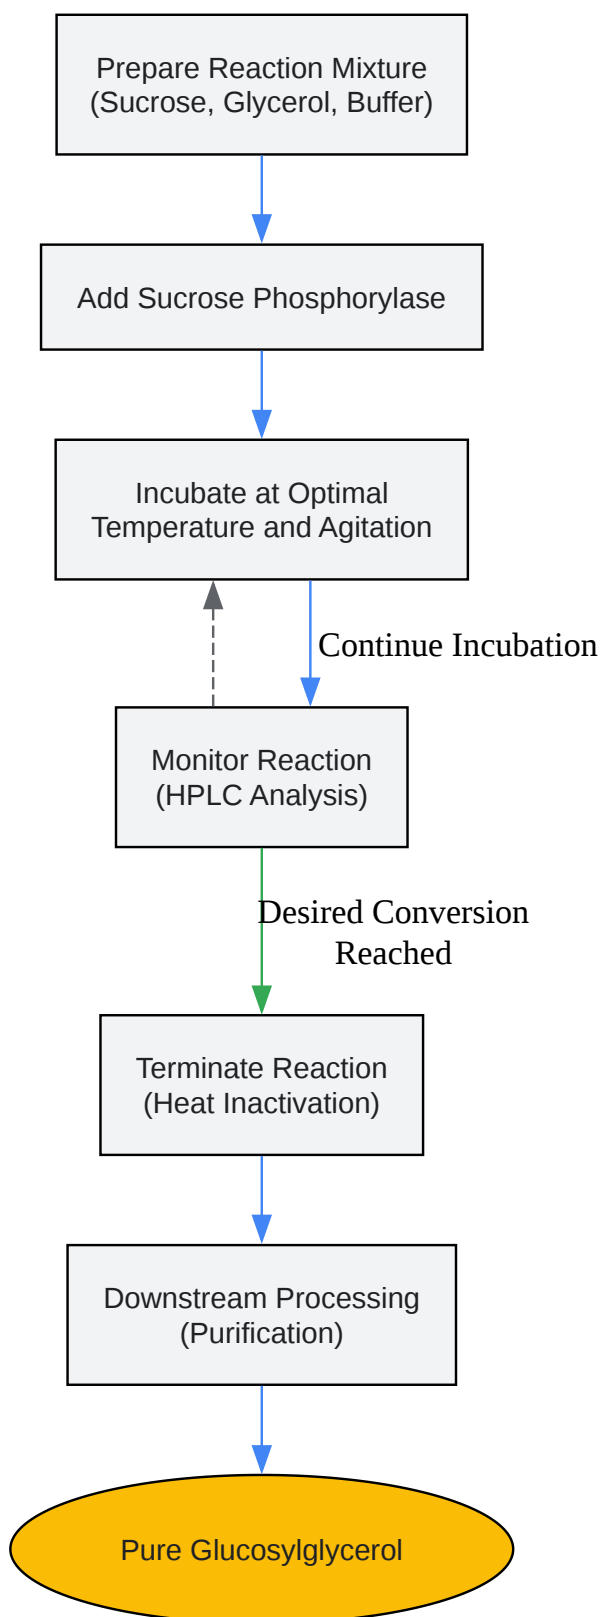 Prepare Reaction Mixture
(Sucrose, Glycerol, Buffer)
Add Sucrose Phosphorylase
Incubate at Optimal
Temperature and Agitation
Continue Incubation
Monitor Reaction
(HPLC Analysis)
Desired Conversion
Reached
Terminate Reaction
(Heat Inactivation)
Downstream Processing
(Purification)
Pure Glucosylglycerol